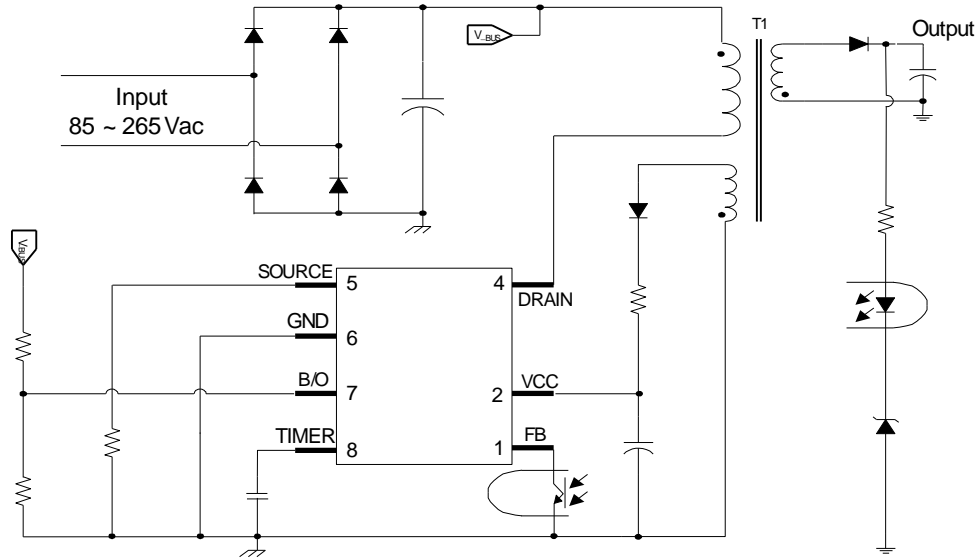 V_BUS
T1
Output
Input
85 ~ 265 Vac
VBUS
SOURCE
5
4
DRAIN
GND
6
B/O
7
2
VCC
TIMER
8
1
FB